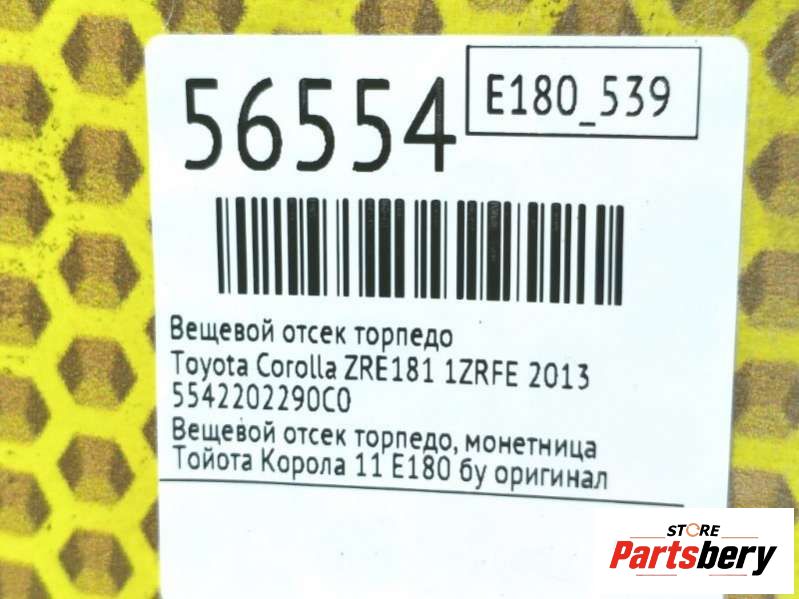 56554
E180_539
Вещевой отсек торпедо
Toyota Corolla ZRE181 1ZRFE 2013
5542202290C0
Вещевой отсек торпедо, монетница
Тойота Корола 11 Е180 бу оригинал
STORE
Partsbery